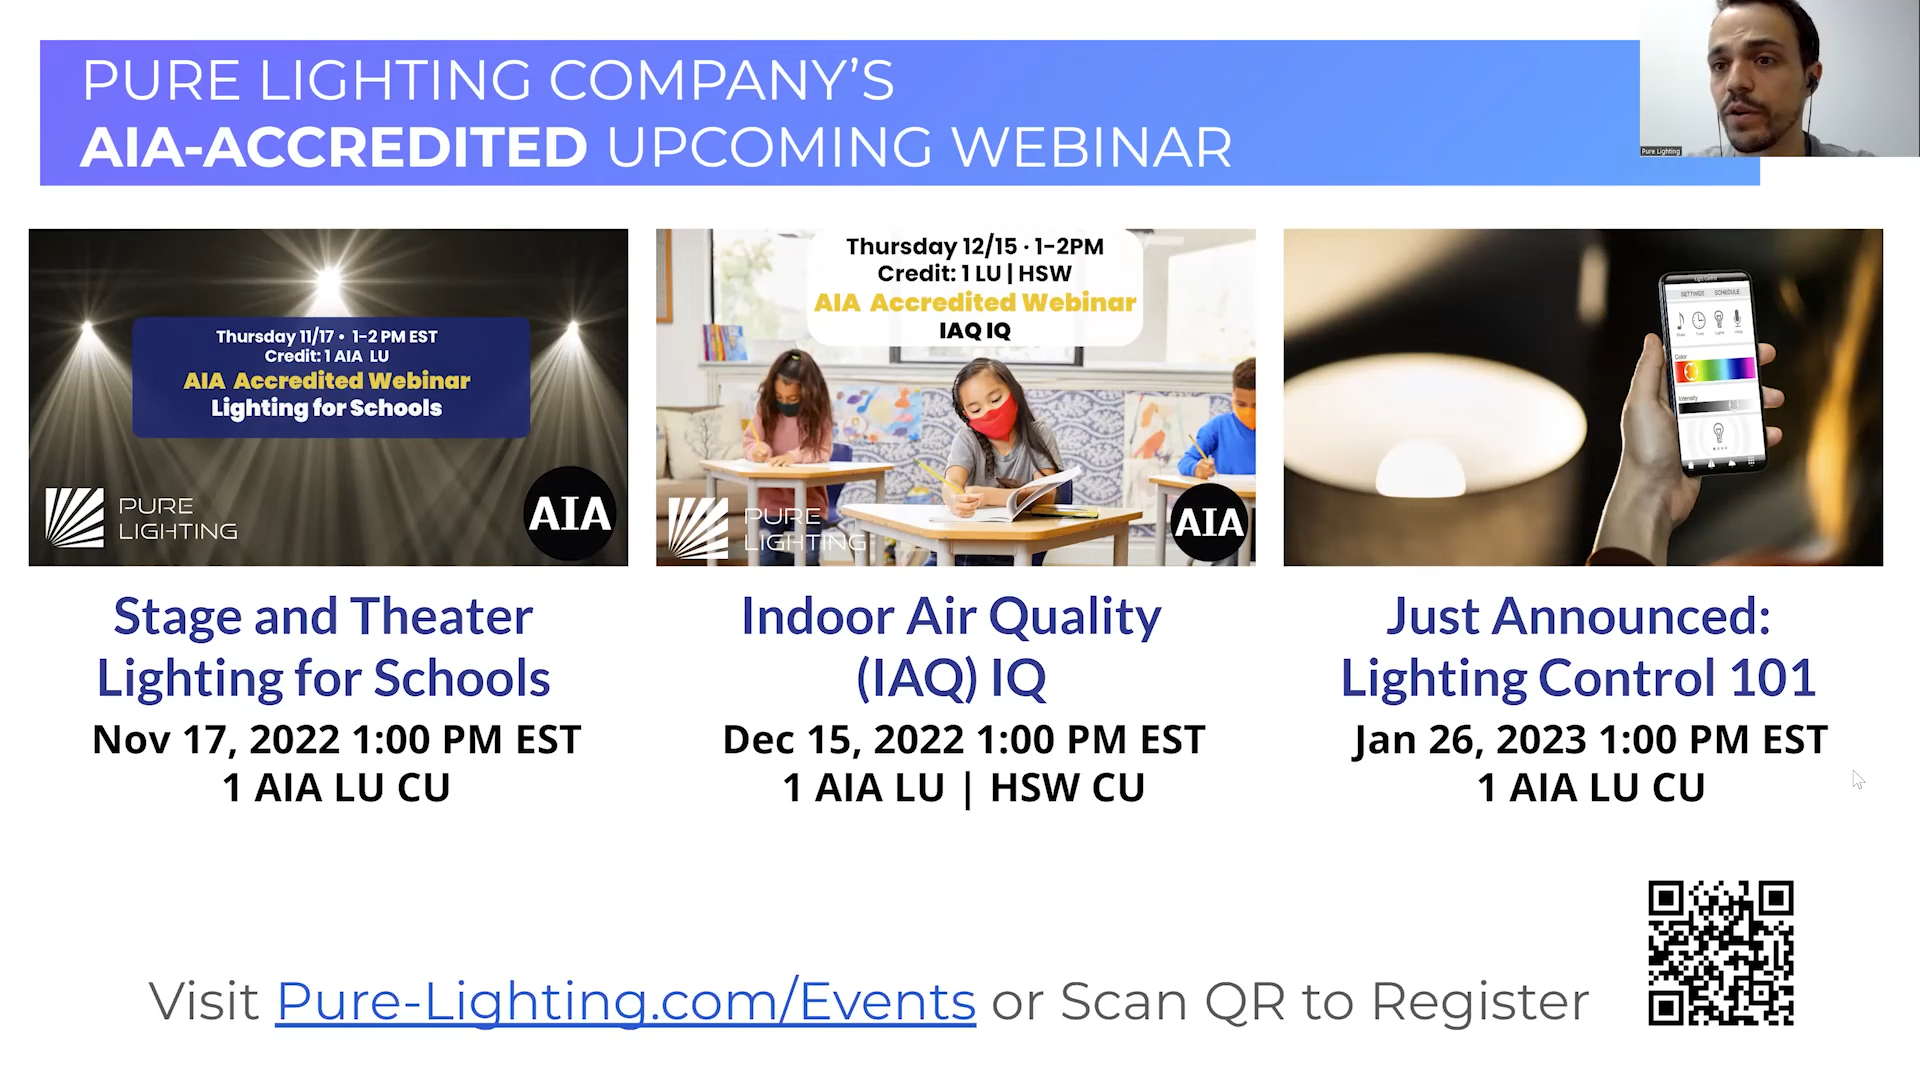 PURE LIGHTING COMPANY’S
AIA-ACCREDITED UPCOMING WEBINAR
Pure Lighting
Thursday 11/17 • 1-2 PM EST
Credit: 1 AIA LU
AIA Accredited Webinar
Lighting for Schools
PURE
LIGHTING
AIA
Thursday 12/15 · 1-2PM
Credit: 1 LU | HSW
AIA Accredited Webinar
IAQ IQ
PURE
LIGHTING
AIA
SETTINGS SCHEDULE
Color
Intensity
Stage and Theater
Lighting for Schools
Nov 17, 2022 1:00 PM EST
1 AIA LU CU
Indoor Air Quality
(IAQ) IQ
Dec 15, 2022 1:00 PM EST
1 AIA LU | HSW CU
Just Announced:
Lighting Control 101
Jan 26, 2023 1:00 PM EST
1 AIA LU CU
Visit Pure-Lighting.com/Events or Scan QR to Register